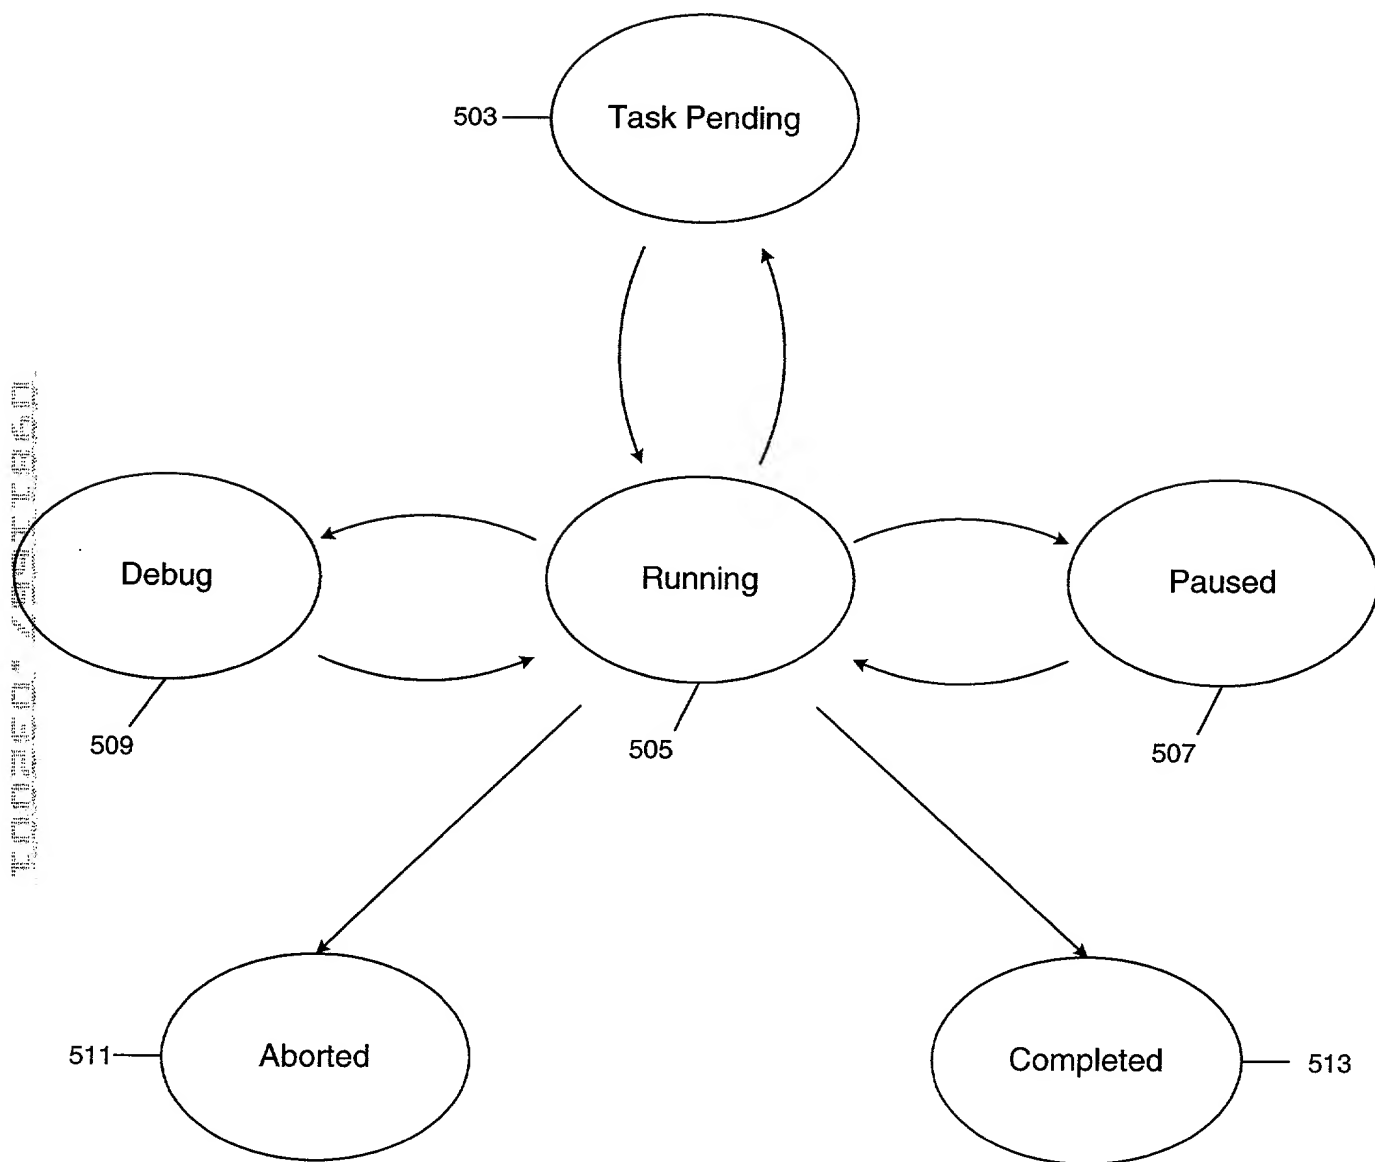 503
Task Pending
Debug
Running
Paused
509
505
507
511
Aborted
Completed
513